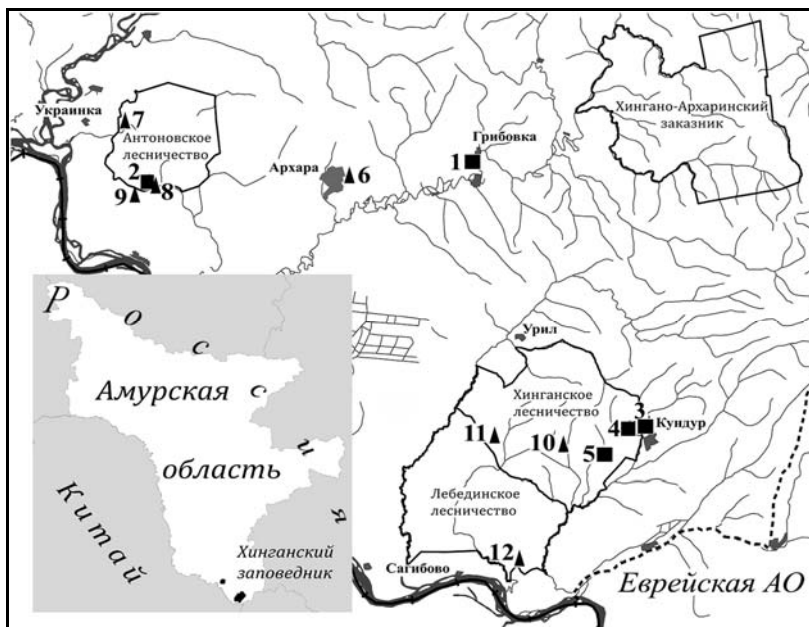 Украинка
7
Антоновское
лесничество
2
9
8
Архара
6
1
Грибовка
Хингано-Архаринский
заказник
Урил
Хинганское
лесничество
3
4
Кундур
5
10
11
Лебединское
лесничество
12
Сагибово
Еврейская АО
Россия
Амурская
область
Китай
Хинганский
заповедник